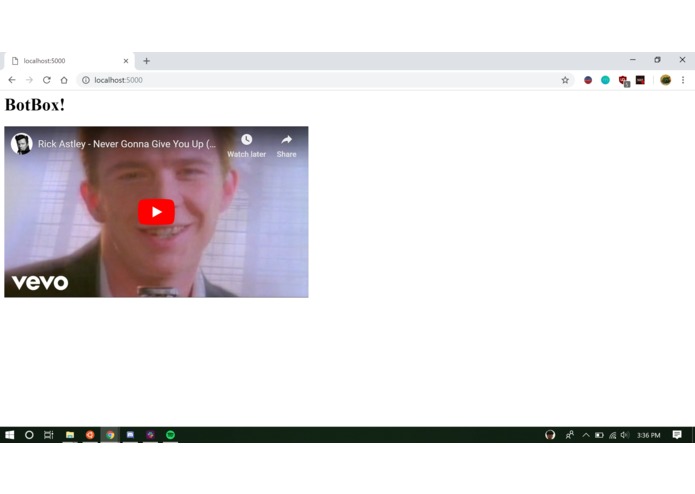 localhost:5000
localhost:5000
BotBox!
Rick Astley - Never Gonna Give You Up (...
Watch later
Share
vevo
3:36 PM